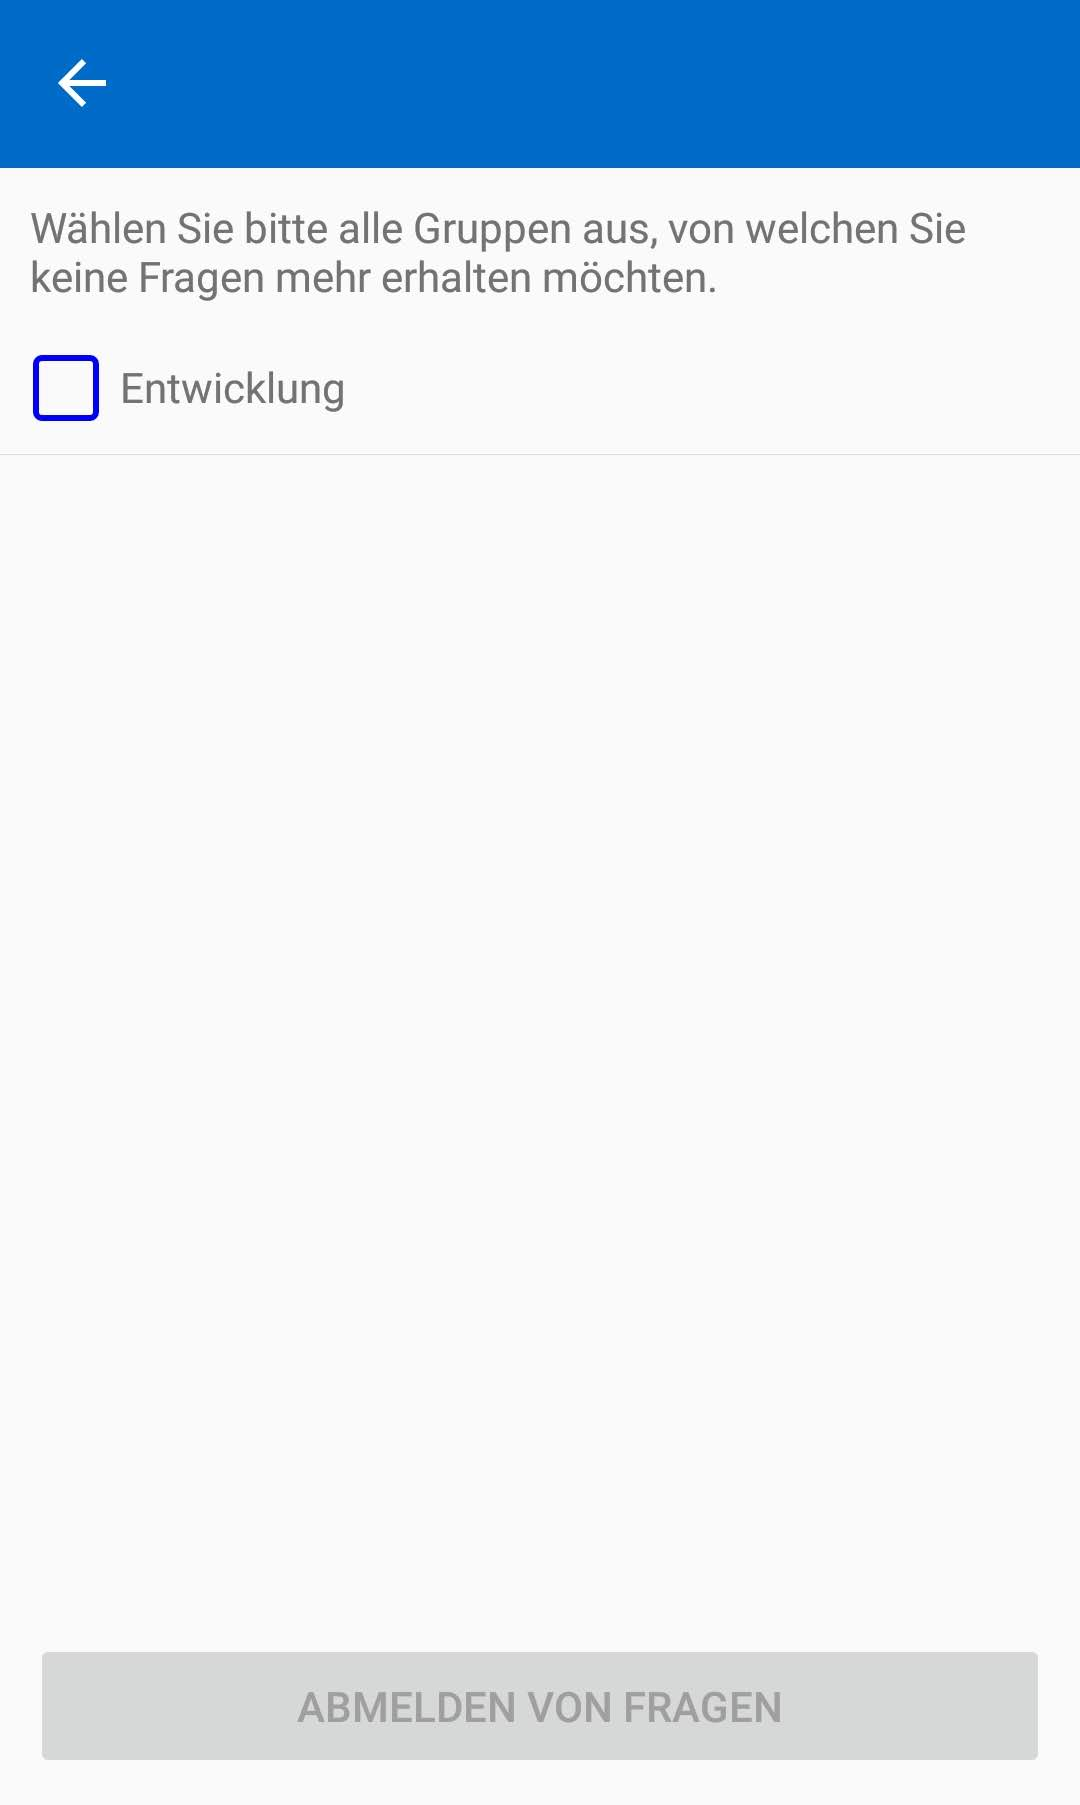 Wählen Sie bitte alle Gruppen aus, von welchen Sie
keine Fragen mehr erhalten möchten.
Entwicklung
ABMELDEN VON FRAGEN